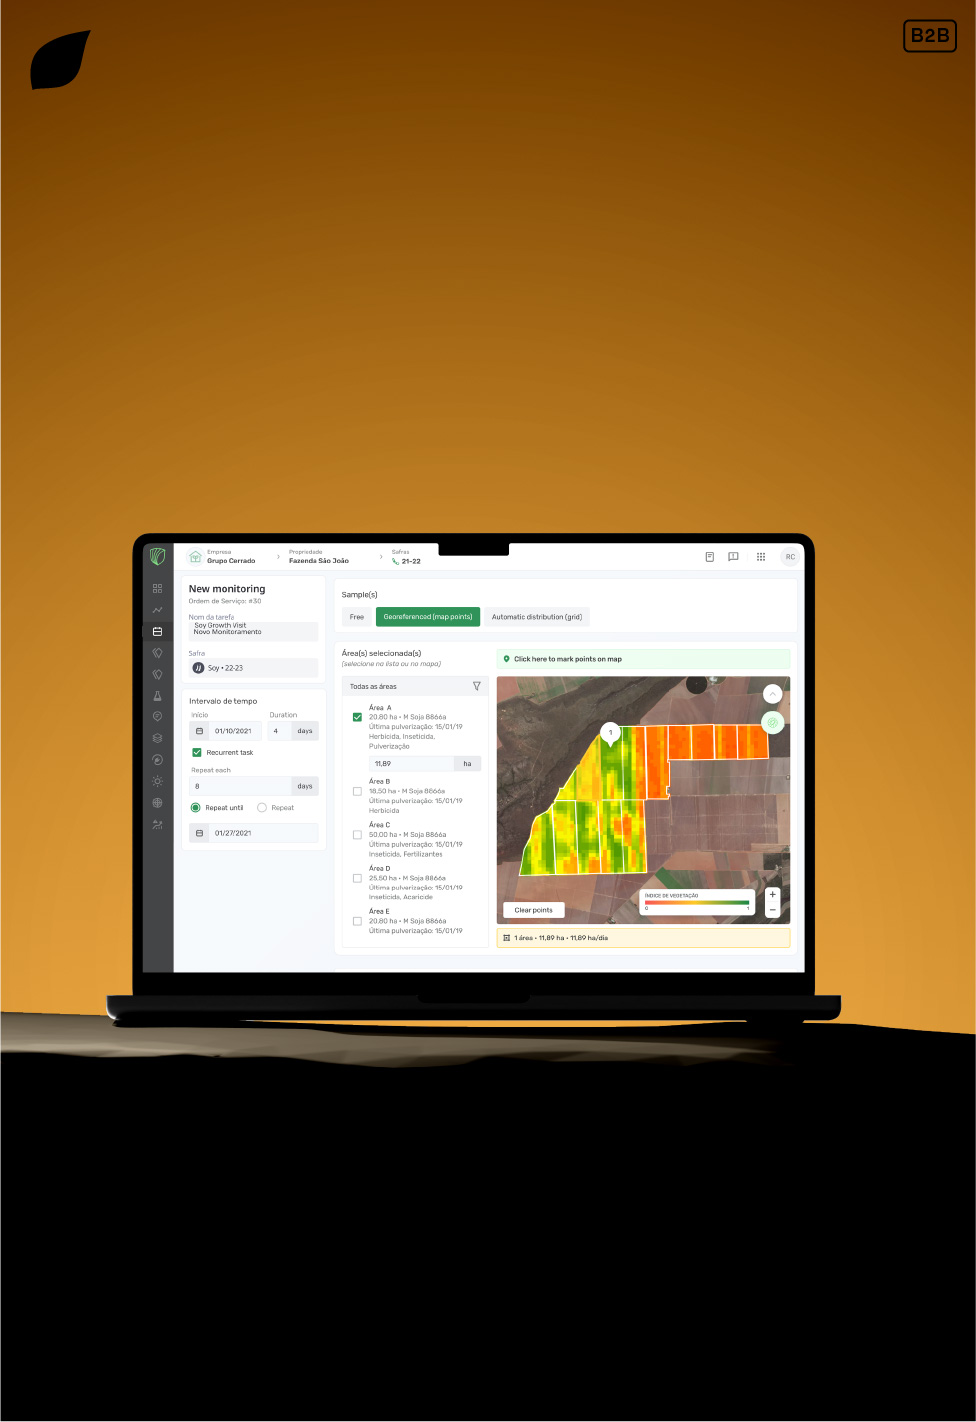 B2B
Empresa
Grupo Cerrado
Propriedade
Fazenda São João
Safras
21-22
RC
New monitoring
Ordem de Serviço: #30
Nom da tarefa
Soy Growth Visit
Novo Monitoramento
Safra
Soy • 22-23
Intervalo de tempo
Início
Duration
01/10/2021
4
days
Recurrent task
Repeat each
8
days
Repeat until
Repeat
01/27/2021
Sample(s)
Free
Georeferenced (map points)
Automatic distribution (grid)
Área(s) selecionada(s)
(selecione na lista ou no mapa)
Todas as áreas
Área A
20,80 ha • M Soja 8866a
Última pulverização: 15/01/19
Herbicida, Inseticida,
Pulverização
11,89
ha
Área B
18,50 ha • M Soja 8866a
Última pulverização: 15/01/19
Herbicida
Área C
50,00 ha • M Soja 8866a
Última pulverização: 15/01/19
Inseticida, Fertilizantes
Área D
25,50 ha • M Soja 8866a
Última pulverização: 15/01/19
Inseticida, Acaricide
Área E
20,80 ha • M Soja 8866a
Última pulverização: 15/01/19
Click here to mark points on map
1
ÍNDICE DE VEGETAÇÃO
0
1
+
−
Clear points
1 área • 11,89 ha • 11,89 ha/dia